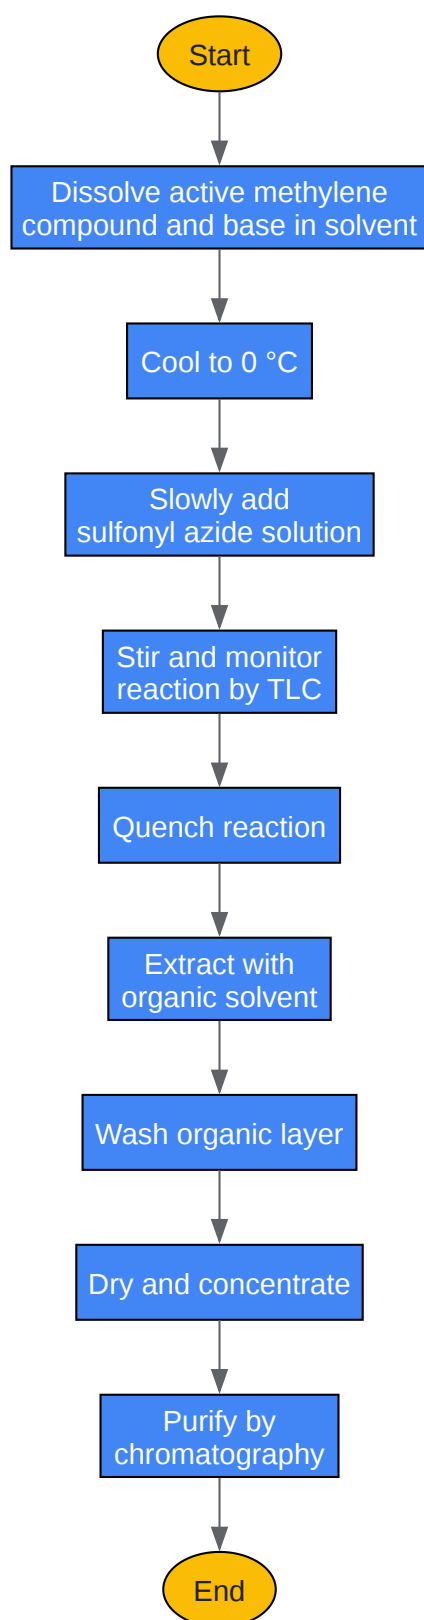 Start
Dissolve active methylene
compound and base in solvent
Cool to 0 °C
Slowly add
sulfonyl azide solution
Stir and monitor
reaction by TLC
Quench reaction
Extract with
organic solvent
Wash organic layer
Dry and concentrate
Purify by
chromatography
End